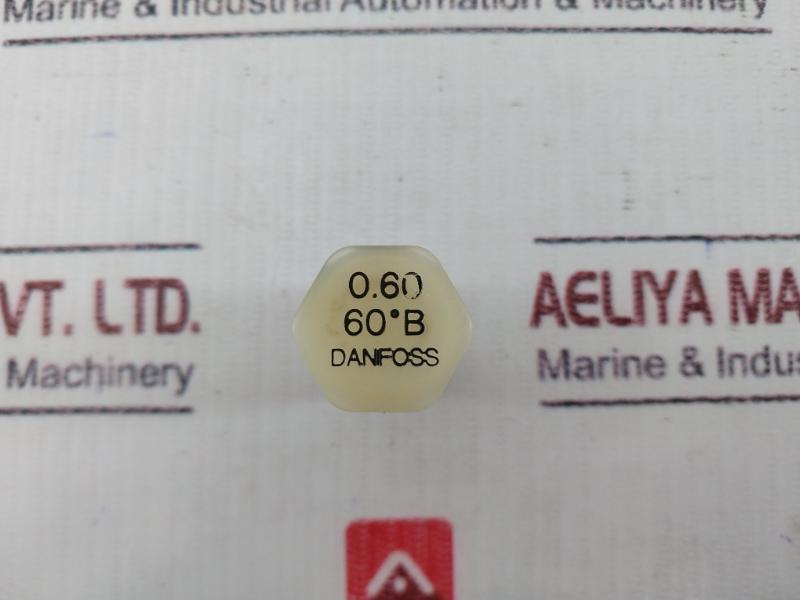 Marine & Industrial Automation & Machinery
VT. LTD.
Machinery
0.60
60°B
DANFOSS
AELIYA MA
Marine & Indus